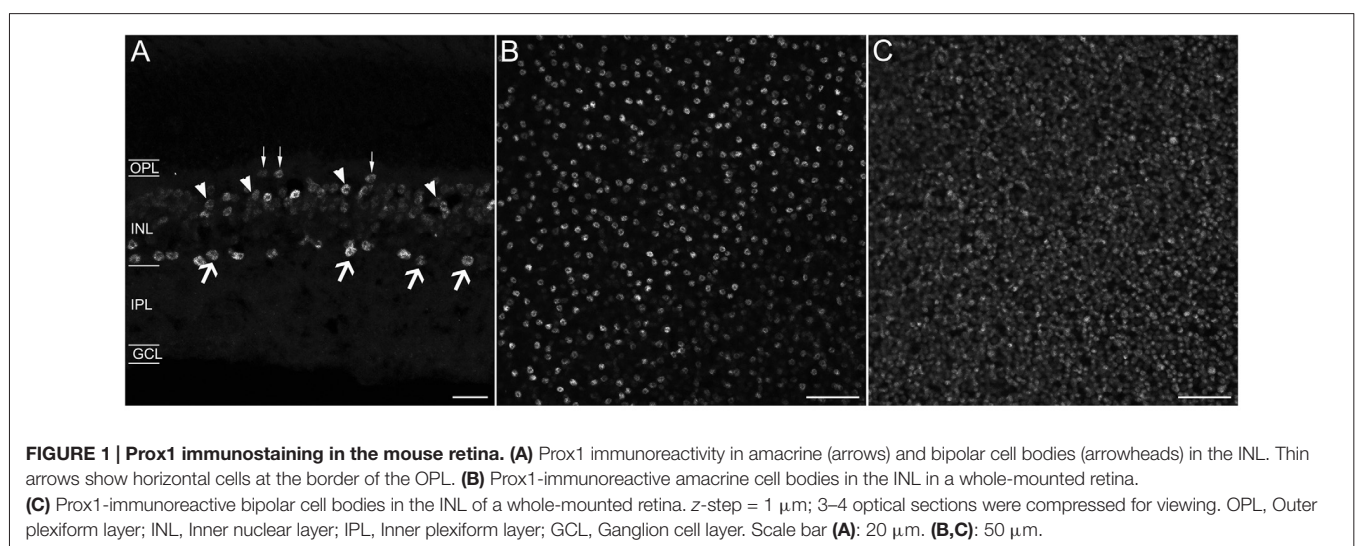 A
B
C
OPL
INL
IPL
GCL
FIGURE 1 | Prox1 immunostaining in the mouse retina. (A) Prox1 immunoreactivity in amacrine (arrows) and bipolar cell bodies (arrowheads) in the INL. Thin
arrows show horizontal cells at the border of the OPL. (B) Prox1-immunoreactive amacrine cell bodies in the INL in a whole-mounted retina.
(C) Prox1-immunoreactive bipolar cell bodies in the INL of a whole-mounted retina. z-step = 1 μm; 3–4 optical sections were compressed for viewing. OPL, Outer
plexiform layer; INL, Inner nuclear layer; IPL, Inner plexiform layer; GCL, Ganglion cell layer. Scale bar (A): 20 μm. (B,C): 50 μm.